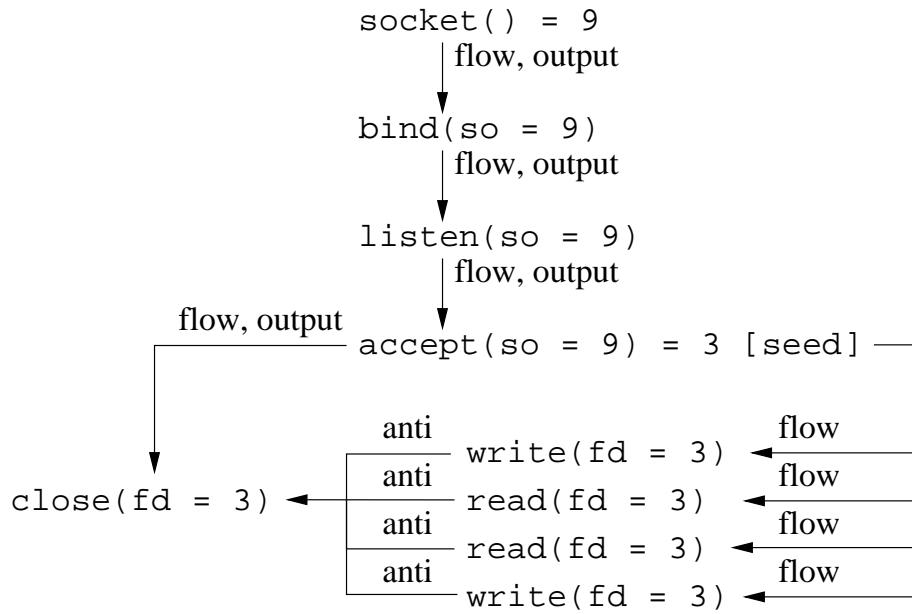 socket() = 9
flow, output
bind(so = 9)
flow, output
listen(so = 9)
flow, output
flow, output
accept(so = 9) = 3 [seed]
anti
write(fd = 3)
flow
anti
close(fd = 3)
read(fd = 3)
flow
anti
read(fd = 3)
flow
anti
write(fd = 3)
flow